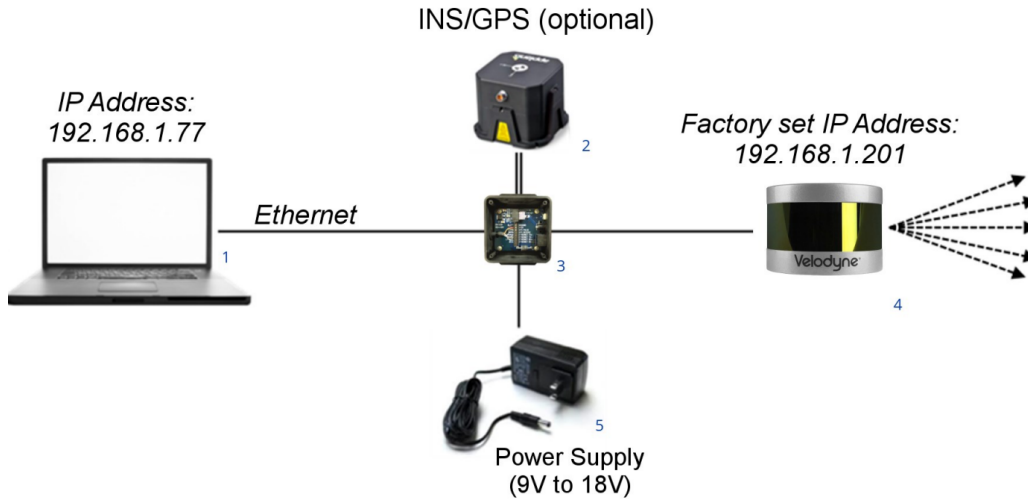 INS/GPS (optional)
IP Address:
192.168.1.77
2
Factory set IP Address:
192.168.1.201
Ethernet
1
3
Velodyne
4
5
Power Supply
(9V to 18V)